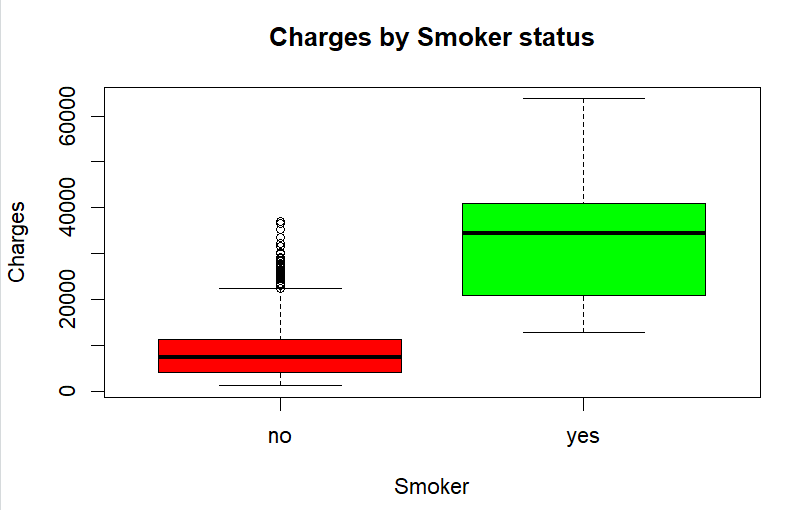 Charges by Smoker status
Charges
60000
40000
20000
0
no
yes
Smoker